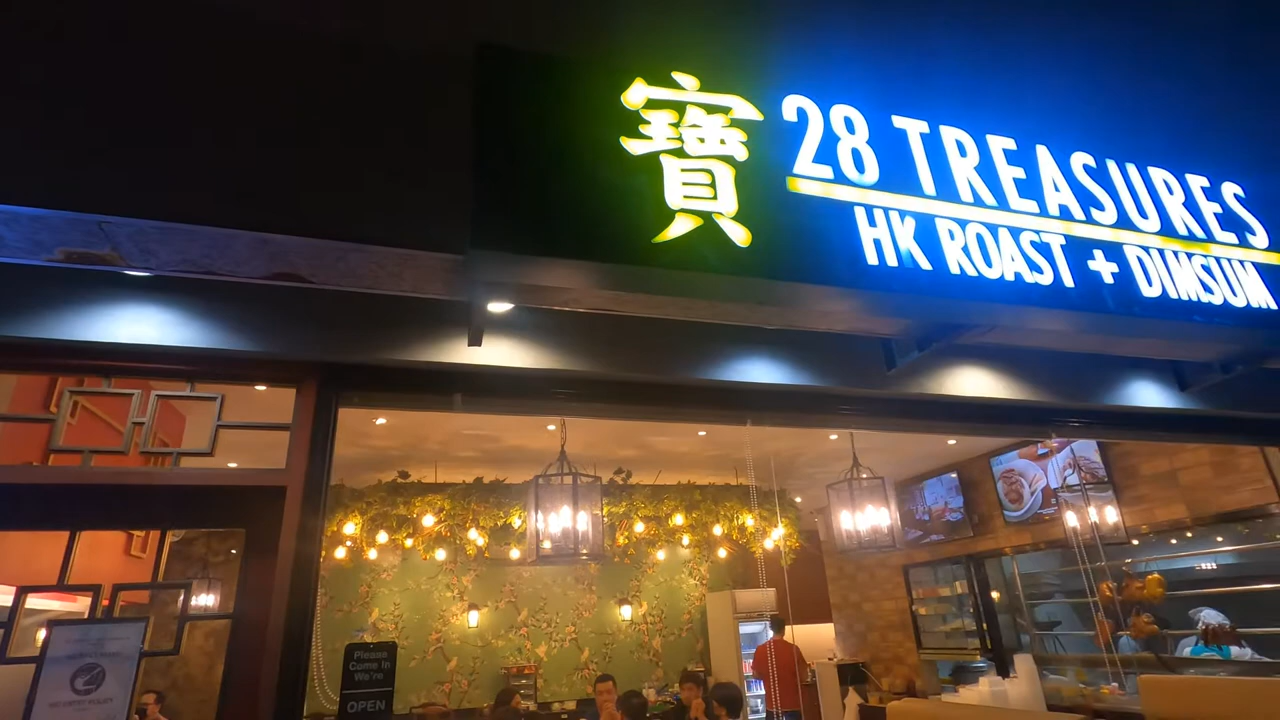 寶
28 TREASURES
HK ROAST + DIMSUM
Please
Come In
We're
OPEN